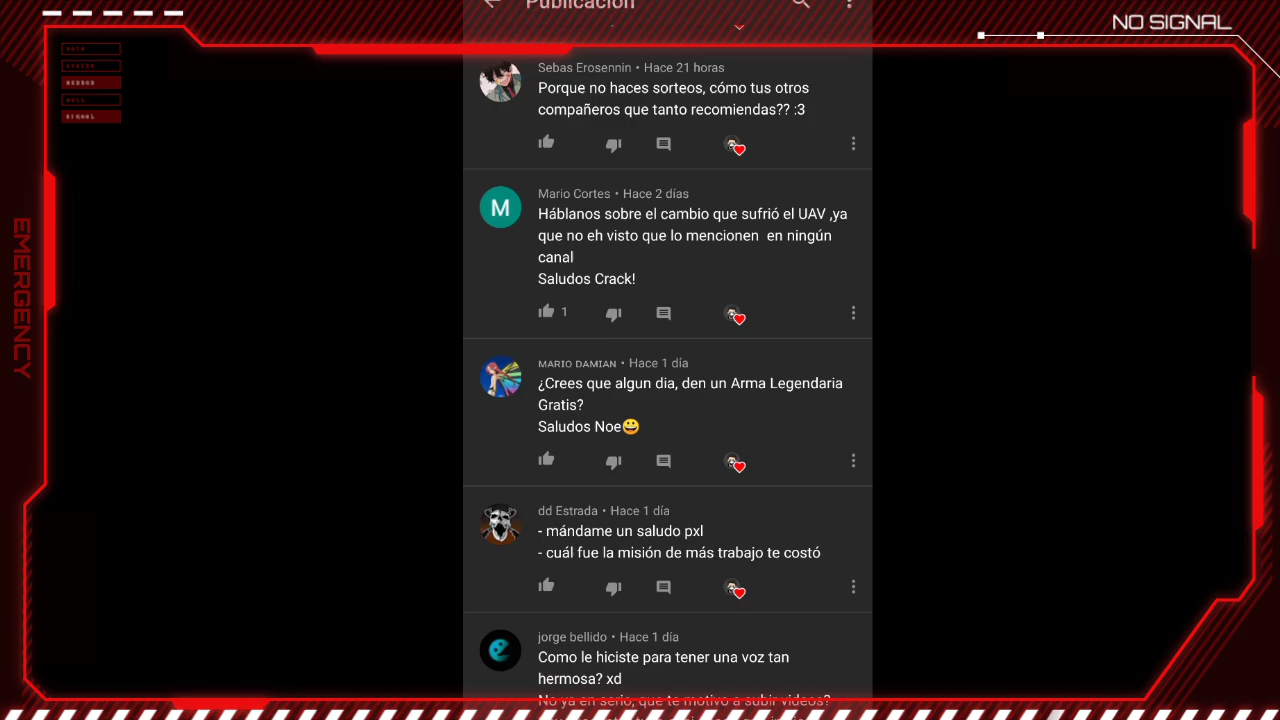 Publicación
NO SIGNAL
SIGNAL
EMERGENCY
Sebas Erosennin • Hace 21 horas
Porque no haces sorteos, cómo tus otros
compañeros que tanto recomiendas?? :3
M
Mario Cortes • Hace 2 días
Háblanos sobre el cambio que sufrió el UAV ,ya
que no eh visto que lo mencionen en ningún
canal
Saludos Crack!
1
ᴍᴀʀɪᴏ ᴅᴀᴍɪᴀɴ • Hace 1 día
¿Crees que algun dia, den un Arma Legendaria
Gratis?
Saludos Noe😀
dd Estrada • Hace 1 día
- mándame un saludo pxl
- cuál fue la misión de más trabajo te costó
jorge bellido • Hace 1 día
Como le hiciste para tener una voz tan
hermosa? xd
No ya en serio, que te motivo a subir videos?